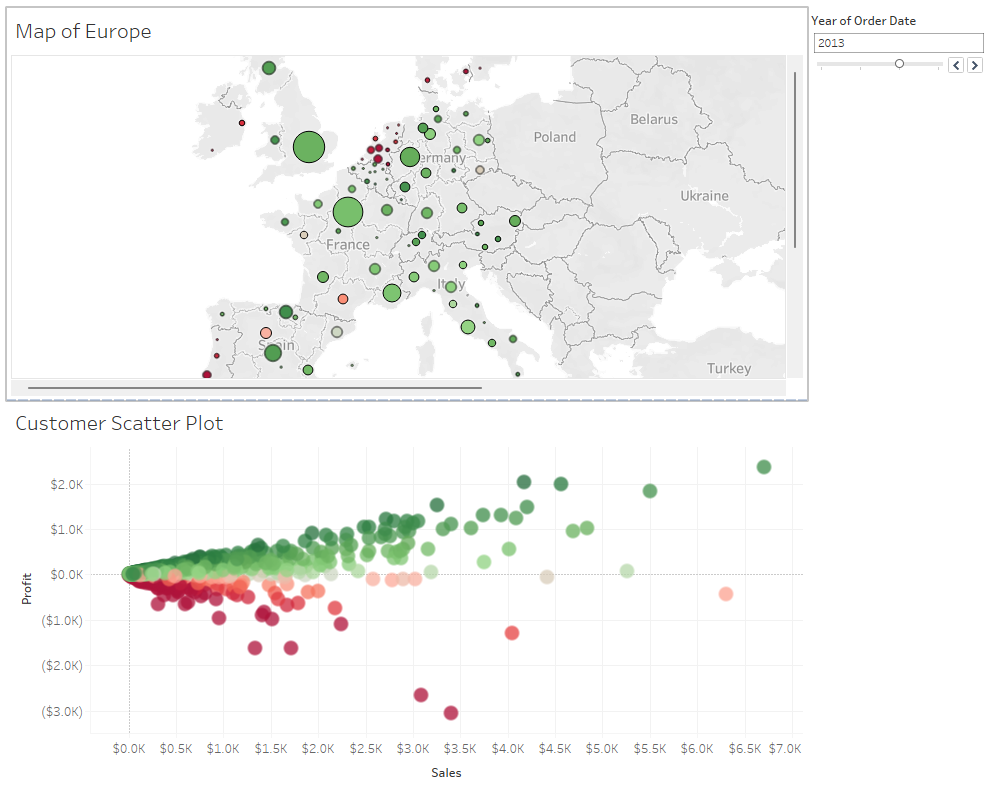 Map of Europe
Year of Order Date
2013
Belarus
Poland
Germany
Ukraine
France
Italy
Spain
Turkey
Customer Scatter Plot
$2.0K
$1.0K
$0.0K
($1.0K)
($2.0K)
($3.0K)
Profit
$0.0K $0.5K $1.0K $1.5K $2.0K $2.5K $3.0K $3.5K $4.0K $4.5K $5.0K $5.5K $6.0K $6.5K $7.0K
Sales